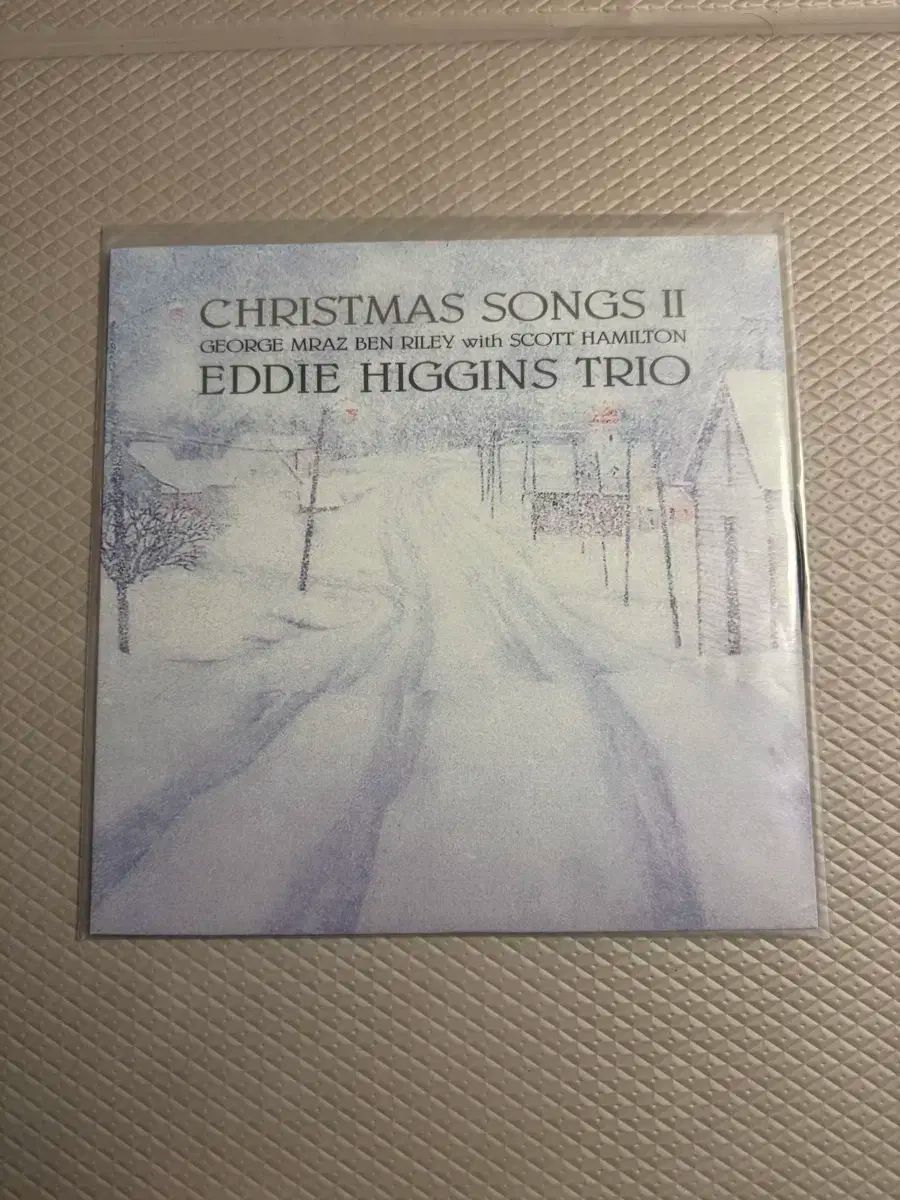 CHRISTMAS SONGS II
GEORGE MRAZ BEN RILEY with SCOTT HAMILTON
EDDIE HIGGINS TRIO